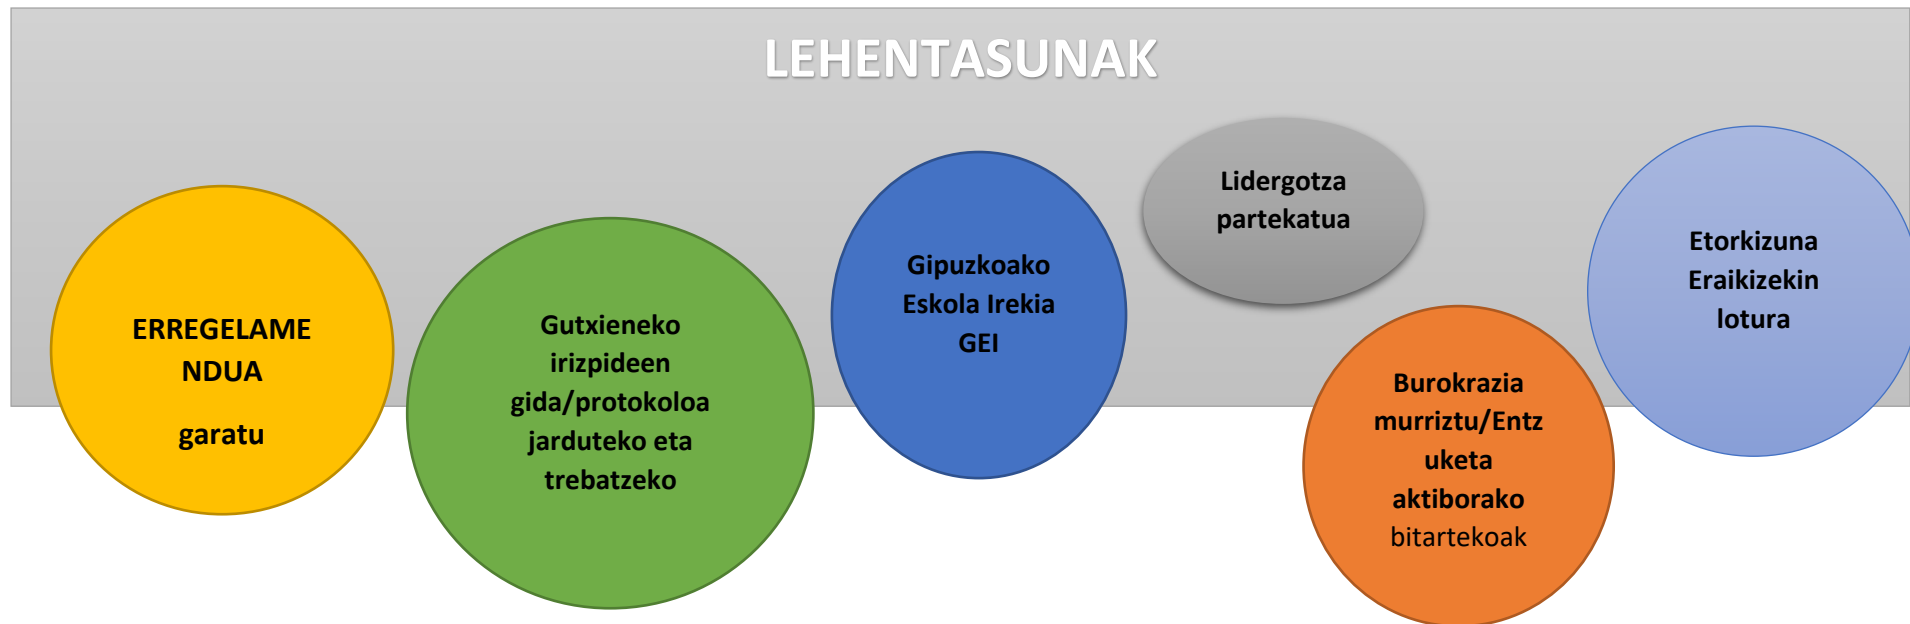 LEHENTASUNAK
ERREGELAME
NDUA
garatu
Gutxieneko
irizpideen
gida/protokoloa
jarduteko eta
trebatzeko
Gipuzkoako
Eskola Irekia
GEI
Lidergotza
partekatua
Burokrazia
murriztu/Entz
uketa
aktiborako
bitartekoak
Etorkizuna
Eraikizekin
lotura